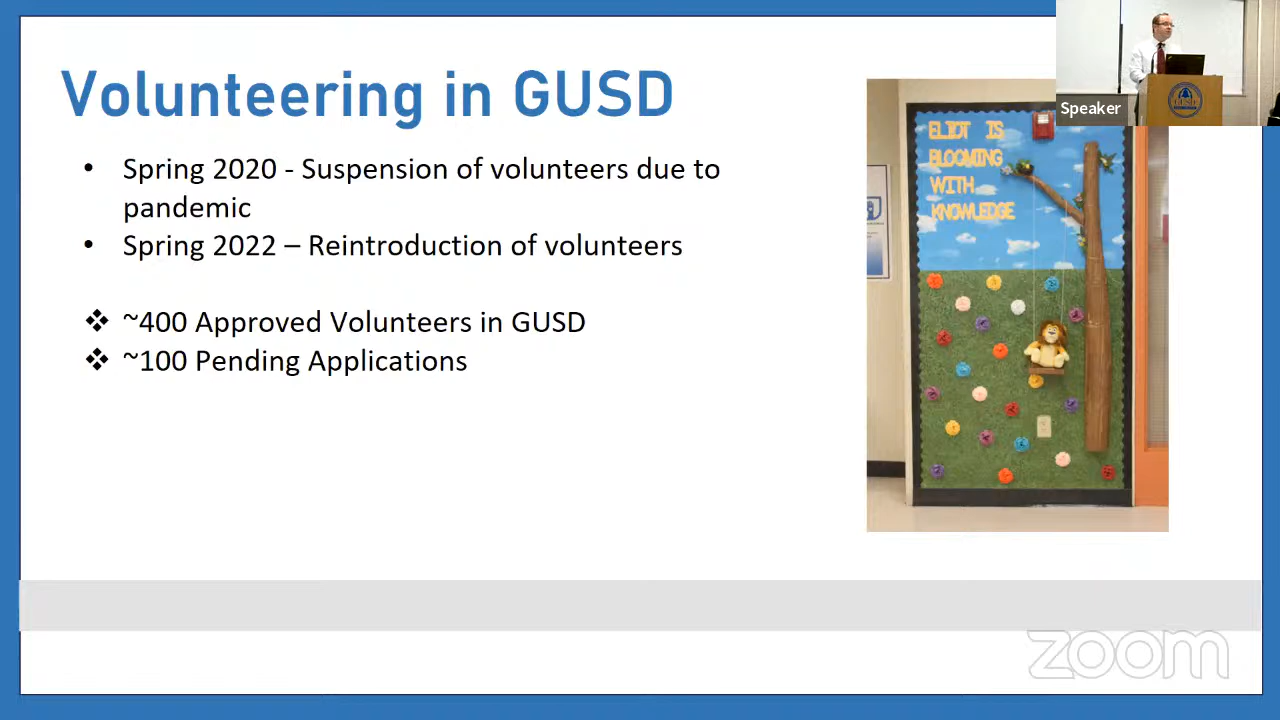 Volunteering in GUSD
• Spring 2020 - Suspension of volunteers due to
pandemic
• Spring 2022 – Reintroduction of volunteers
❖ ~400 Approved Volunteers in GUSD
❖ ~100 Pending Applications
ELIOT IS
BLOOMING
WITH
KNOWLEDGE
Speaker
GUSD
zoom